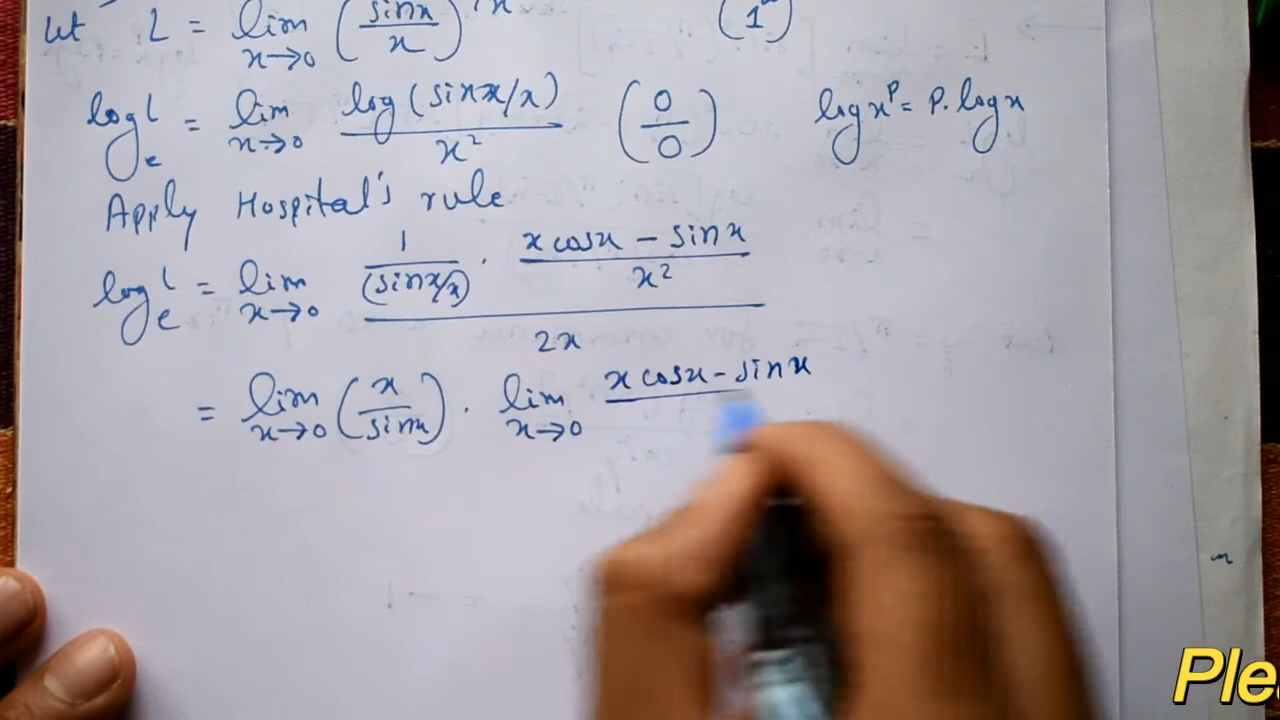 let L = lim x→0 (sinx/x) x (1
log_e L = lim x→0 log(sinx/x) / x² (0/0) log x^p = p. log x
Apply Hospital's rule
log_e L = lim x→0 1/(sinx/x) . x cosx - sinx / x² / 2x
= lim x→0 (x/sinx) . lim x→0 x cosx - sinx
Ple